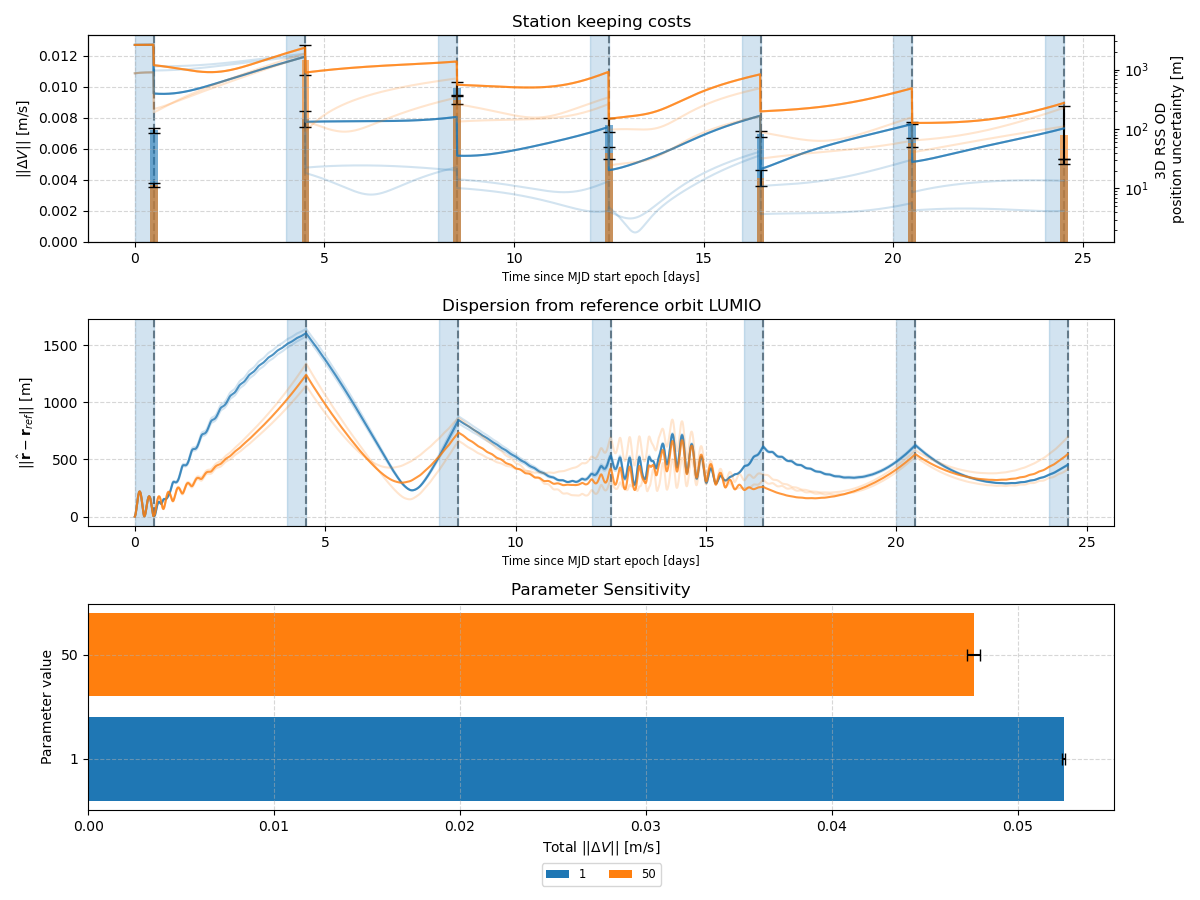 Station keeping costs
||ΔV|| [m/s]
0.012
0.010
0.008
0.006
0.004
0.002
0.000
10³
10²
10¹
3D RSS OD
position uncertainty [m]
0 5 10 15 20 25
Time since MJD start epoch [days]
Dispersion from reference orbit LUMIO
||r̂ − r_ref|| [m]
1500
1000
500
0
0 5 10 15 20 25
Time since MJD start epoch [days]
Parameter Sensitivity
Parameter value
50
1
0.00 0.01 0.02 0.03 0.04 0.05
Total ||ΔV|| [m/s]
1 50